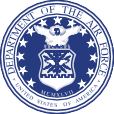 DEPARTMENT OF THE AIR FORCE
MCMXLVII
UNITED STATES OF AMERICA